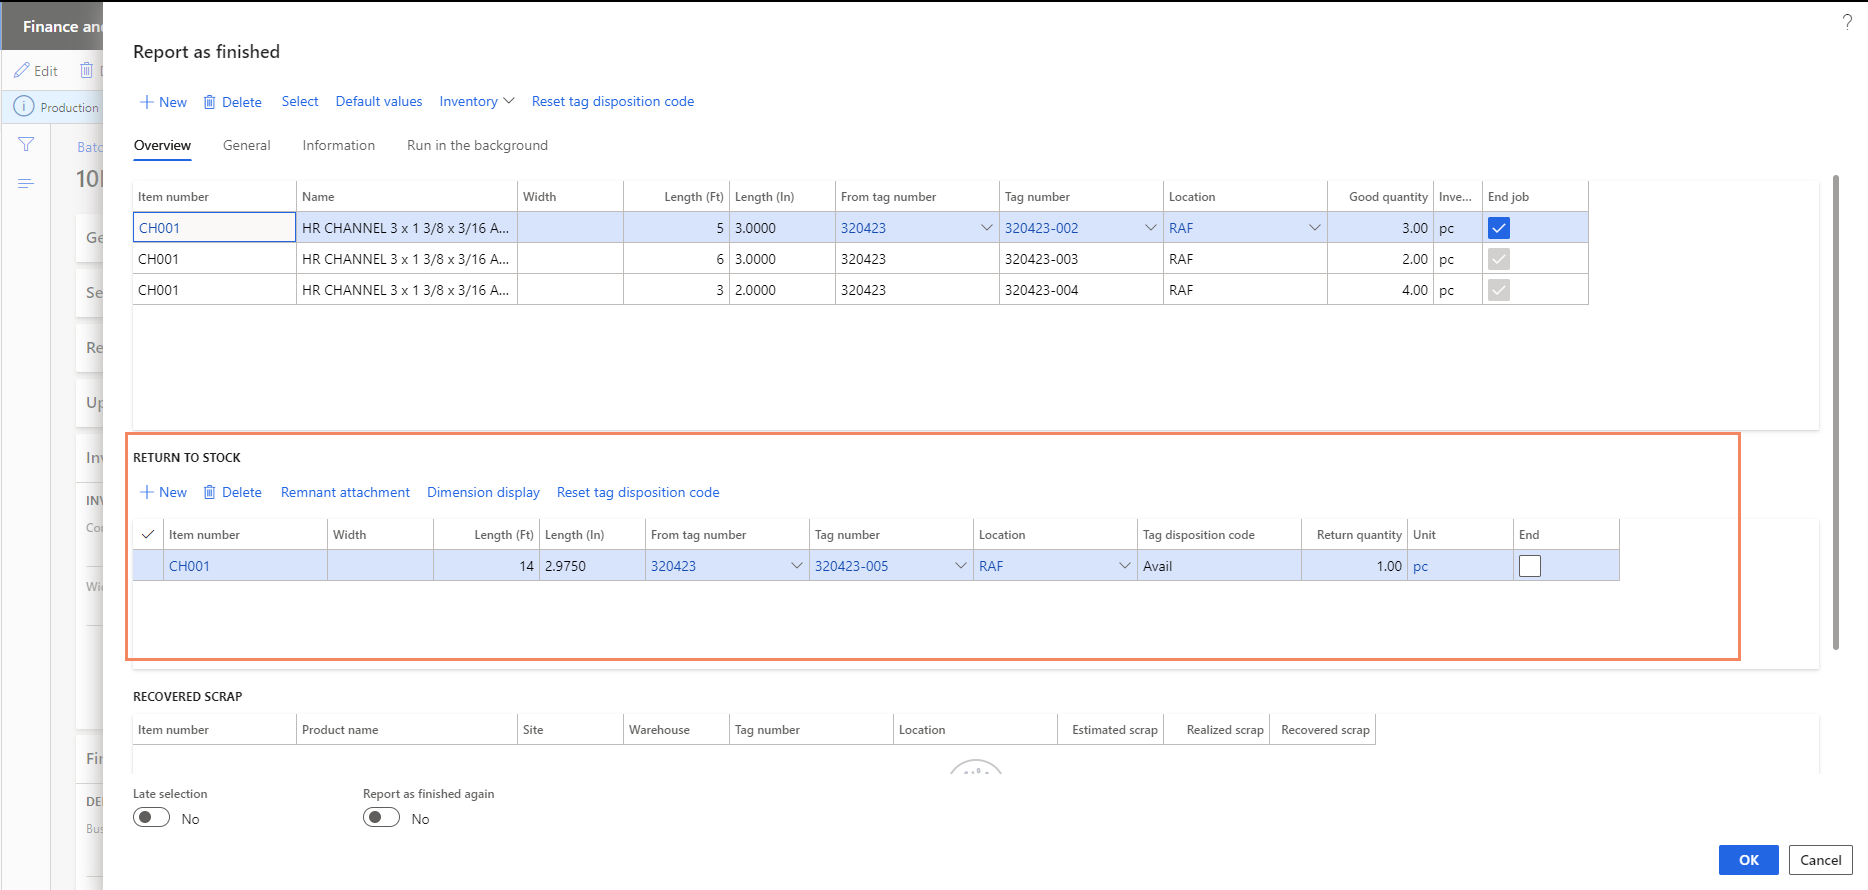 Finance an
?
Report as finished
Edit
New Delete Select Default values Inventory Reset tag disposition code
Production
Overview General Information Run in the background
Batc
10
Item number Name Width Length (Ft) Length (In) From tag number Tag number Location Good quantity Inve... End job
CH001 HR CHANNEL 3 x 1 3/8 x 3/16 A... 5 3.0000 320423 320423-002 RAF 3.00 pc
CH001 HR CHANNEL 3 x 1 3/8 x 3/16 A... 6 3.0000 320423 320423-003 RAF 2.00 pc
CH001 HR CHANNEL 3 x 1 3/8 x 3/16 A... 3 2.0000 320423 320423-004 RAF 4.00 pc
Ge
Se
Re
Up
Inv
RETURN TO STOCK
New Delete Remnant attachment Dimension display Reset tag disposition code
INV
Co
Item number Width Length (Ft) Length (In) From tag number Tag number Location Tag disposition code Return quantity Unit End
CH001 14 2.9750 320423 320423-005 RAF Avail 1.00 pc
Wi
RECOVERED SCRAP
Item number Product name Site Warehouse Tag number Location Estimated scrap Realized scrap Recovered scrap
Fir
DE
Bus
Late selection Report as finished again
No No
OK Cancel